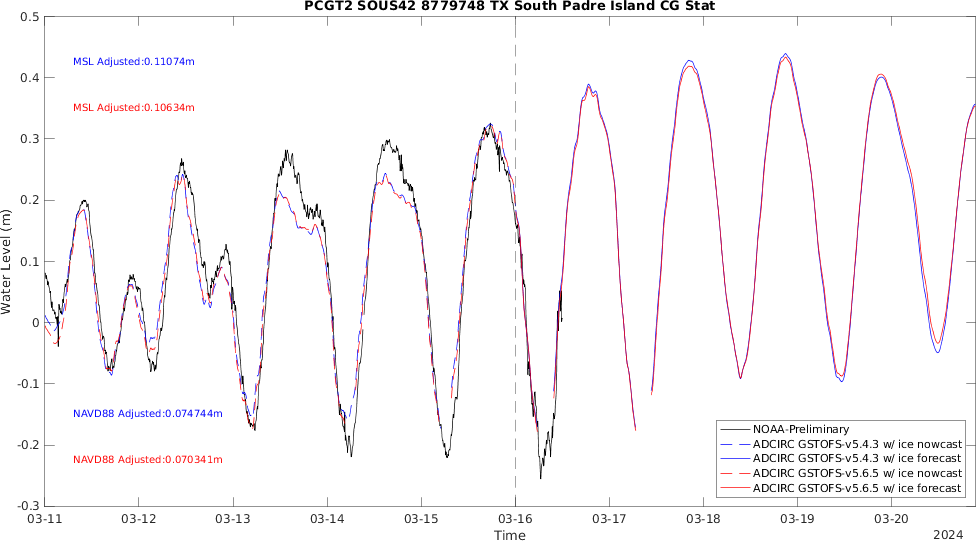 PCGT2 SOUS42 8779748 TX South Padre Island CG Stat
0.5
MSL Adjusted:0.11074m
0.4
MSL Adjusted:0.10634m
0.3
0.2
0.1
Water Level (m)
0
-0.1
NAVD88 Adjusted:0.074744m
-0.2
NAVD88 Adjusted:0.070341m
-0.3
NOAA-Preliminary
ADCIRC GSTOFS-v5.4.3 w/ ice nowcast
ADCIRC GSTOFS-v5.4.3 w/ ice forecast
ADCIRC GSTOFS-v5.6.5 w/ ice nowcast
ADCIRC GSTOFS-v5.6.5 w/ ice forecast
03-11 03-12 03-13 03-14 03-15 03-16 03-17 03-18 03-19 03-20
Time
2024